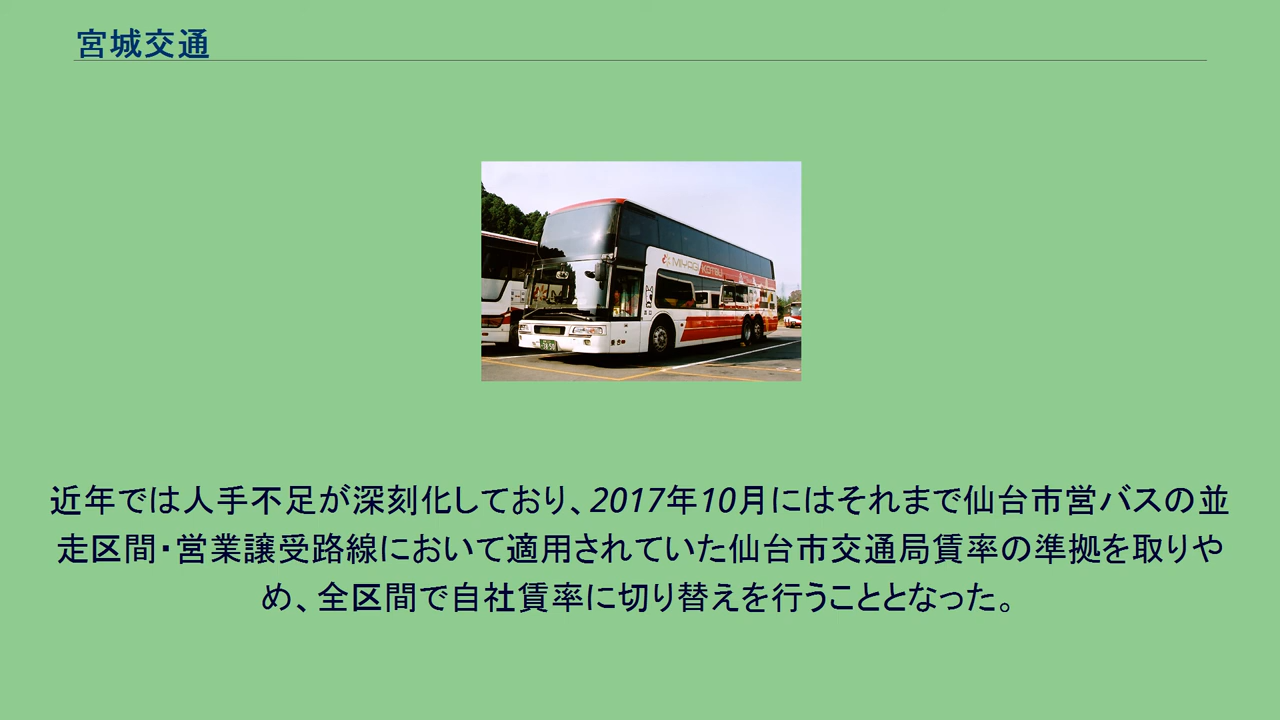 宮城交通
MIYAGI KOTSU
近年では人手不足が深刻化しており、2017年10月にはそれまで仙台市営バスの並
走区間・営業譲受路線において適用されていた仙台市交通局賃率の準拠を取りや
め、全区間で自社賃率に切り替えを行うこととなった。